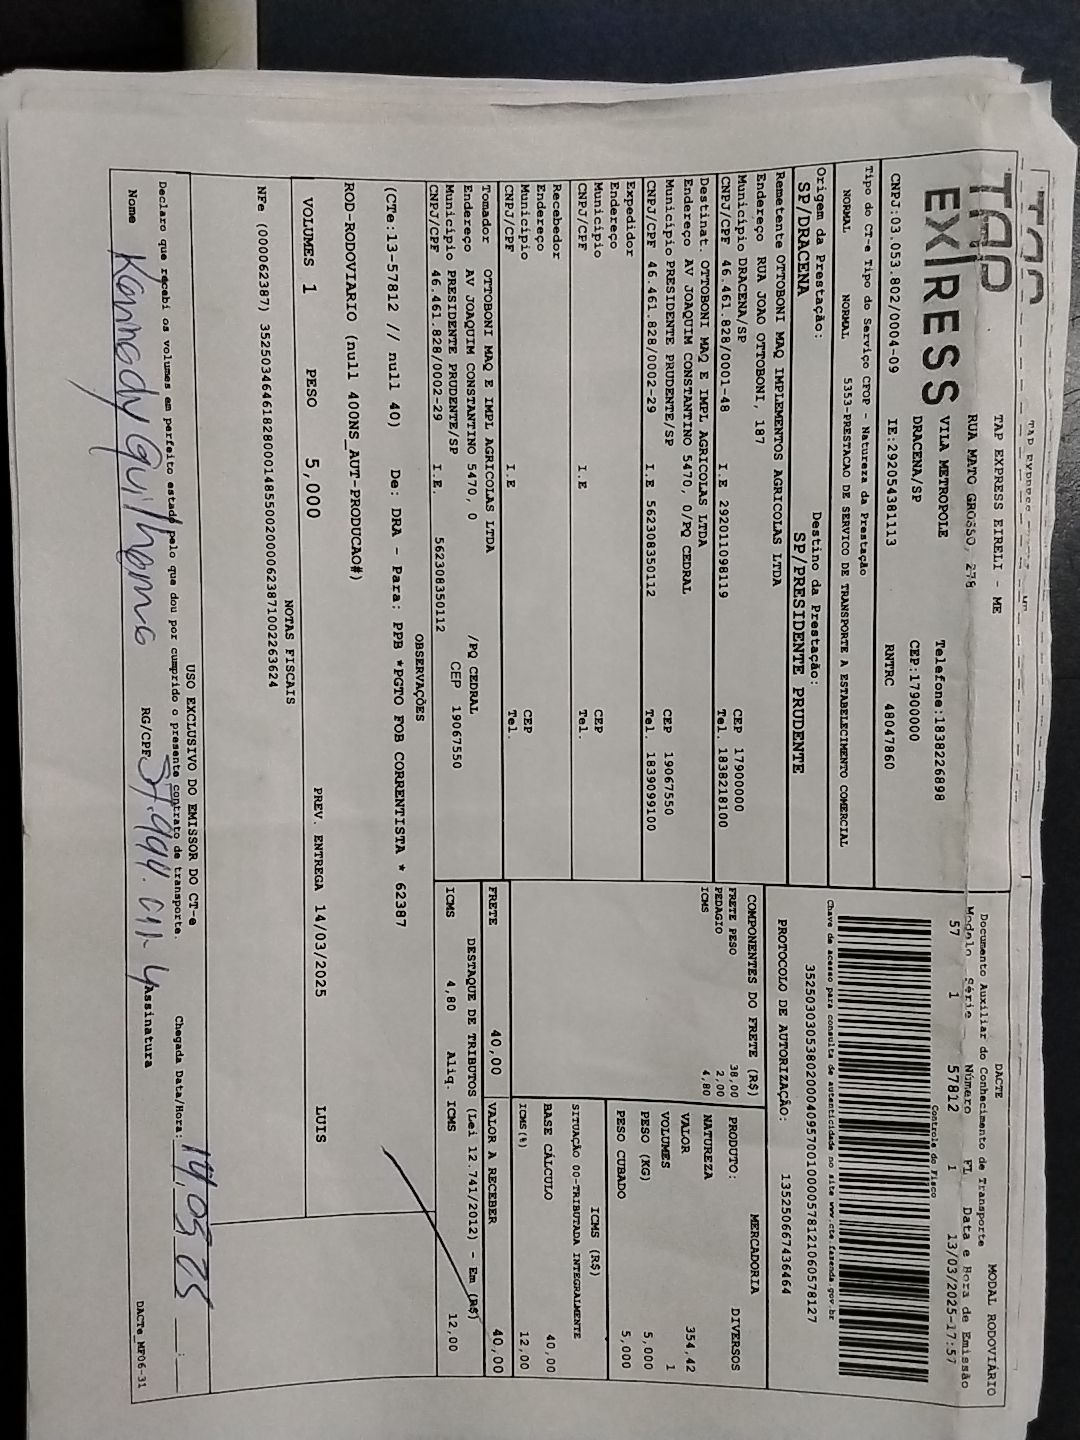 TAP EXPRESS
TAP EXPRESS EIRELI - ME
RUA MATO GROSSO, 278
VILA METROPOLE
DRACENA/SP
Telefone:1838226898
CEP:17900000
CNPJ:03.053.802/0004-09 IE:292054381113 RNTRC 48047860
DACTE MODAL RODOVIÁRIO
Documento Auxiliar do Conhecimento de Transporte
Modelo Série Número FL Data e Hora de Emissão
57 1 57812 1 13/03/2025-17:57
Controle do Fisco
Chave de acesso para consulta de autenticidade no site www.cte.fazenda.gov.br
35250303053802000409570010000578121060578127
PROTOCOLO DE AUTORIZAÇÃO: 135250667436464
Tipo do CT-e Tipo do Serviço CFOP - Natureza da Prestação
NORMAL NORMAL 5353-PRESTACAO DE SERVICO DE TRANSPORTE A ESTABELECIMENTO COMERCIAL
Origem da Prestação: Destino da Prestação:
SP/DRACENA SP/PRESIDENTE PRUDENTE
Remetente OTTOBONI MAQ IMPLEMENTOS AGRICOLAS LTDA
Endereço RUA JOAO OTTOBONI, 187
Município DRACENA/SP CEP 17900000
CNPJ/CPF 46.461.828/0001-48 I.E 292011098119 Tel. 1838218100
Destinat. OTTOBONI MAQ E IMPL AGRICOLAS LTDA
Endereço AV JOAQUIM CONSTANTINO 5470, 0/PQ CEDRAL
Município PRESIDENTE PRUDENTE/SP CEP 19067550
CNPJ/CPF 46.461.828/0002-29 I.E 562308350112 Tel. 1839099100
Expedidor
Endereço
Município CEP
CNPJ/CPF I.E Tel.
Recebedor
Endereço
Município CEP
CNPJ/CPF I.E Tel.
Tomador OTTOBONI MAQ E IMPL AGRICOLAS LTDA
Endereço AV JOAQUIM CONSTANTINO 5470, 0 /PQ CEDRAL
Município PRESIDENTE PRUDENTE/SP CEP 19067550
CNPJ/CPF 46.461.828/0002-29 I.E. 562308350112
COMPONENTES DO FRETE (R$)
FRETE PESO 38,00
PEDAGIO 2,00
ICMS 4,80
MERCADORIA
PRODUTO: DIVERSOS
NATUREZA
VALOR 354,42
VOLUMES 1
PESO (KG) 5,000
PESO CUBADO 5,000
ICMS (R$)
SITUAÇÃO 00-TRIBUTADA INTEGRALMENTE
BASE CÁLCULO 40,00
ICMS(%) 12,00
FRETE 40,00 VALOR A RECEBER 40,00
DESTAQUE DE TRIBUTOS (Lei 12.741/2012) - Em (R$)
ICMS 4,80 Aliq. ICMS 12,00
OBSERVAÇÕES
(CTe:13-57812 // null 40) De: DRA - Para: PPB *PGTO FOB CORRENTISTA * 62387
ROD-RODOVIARIO (null 400NS_AUT-PRODUCAO#)
VOLUMES 1 PESO 5,000 PREV. ENTREGA 14/03/2025 LUIS
NOTAS FISCAIS
NFe (000062387) 35250346461828000148550020000623871002263624
USO EXCLUSIVO DO EMISSOR DO CT-e
Declaro que recebi os volumes em perfeito estado pelo que dou por cumprido o presente contrato de transporte. Chegada Data/Hora: 14,03 25 __:__
Nome Kennedy Guilherme RG/CPF Assinatura
DACTe_MF06-31